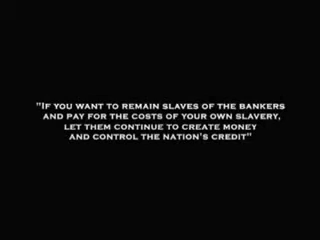 "If you want to remain slaves of the bankers
and pay for the costs of your own slavery,
let them continue to create money
and control the nation's credit"